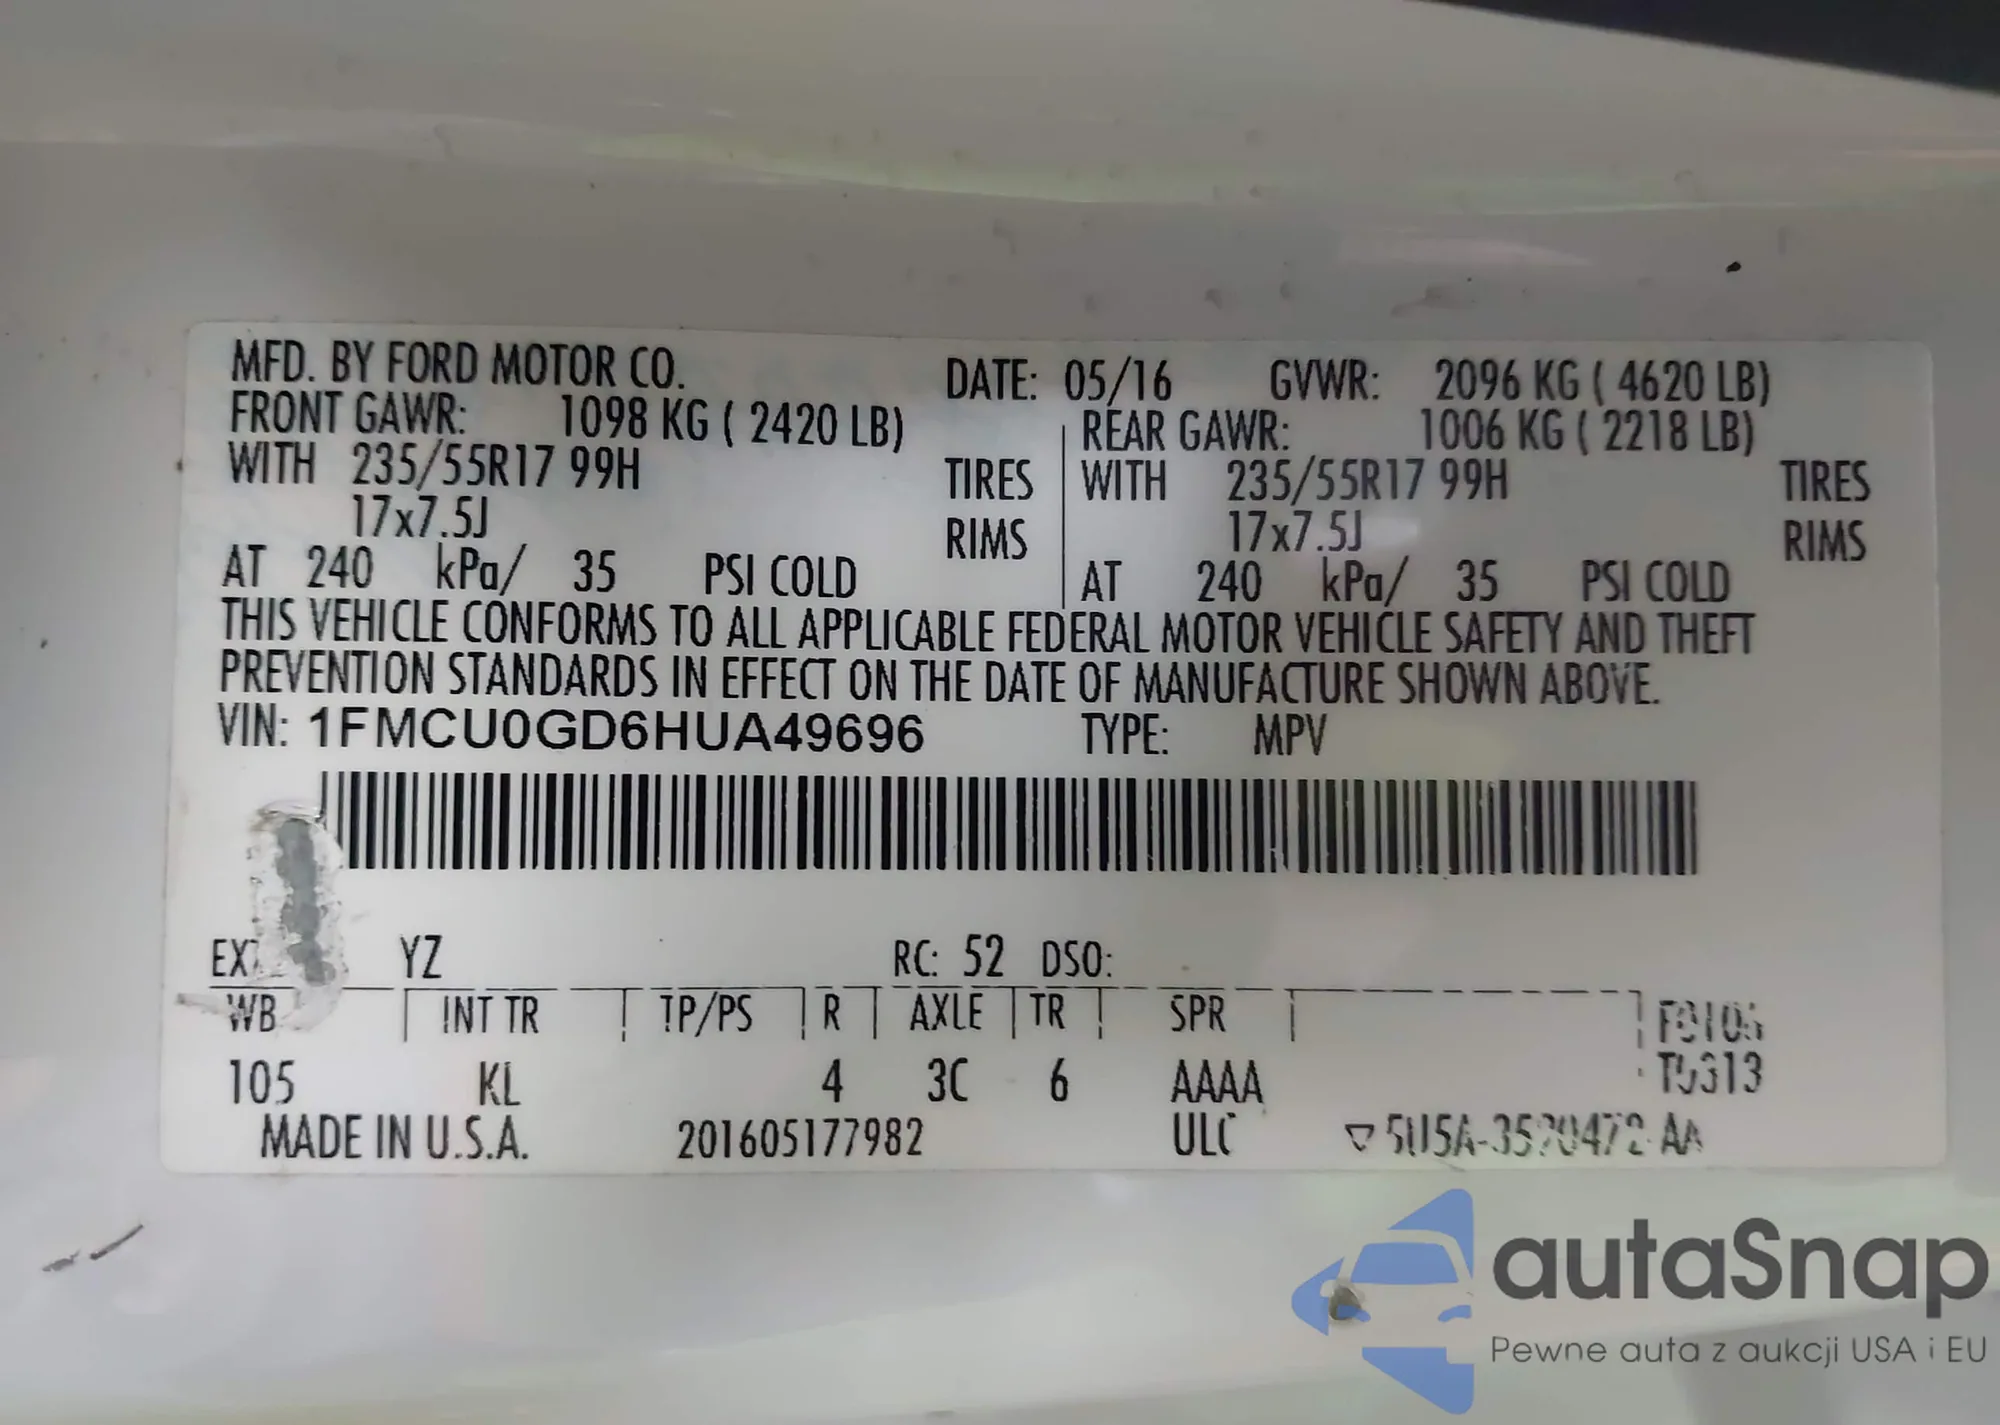 MFD. BY FORD MOTOR CO. DATE: 05/16 GVWR: 2096 KG ( 4620 LB)
FRONT GAWR: 1098 KG ( 2420 LB) REAR GAWR: 1006 KG ( 2218 LB)
WITH 235/55R17 99H TIRES WITH 235/55R17 99H TIRES
17x7.5J RIMS 17x7.5J RIMS
AT 240 kPa/ 35 PSI COLD AT 240 kPa/ 35 PSI COLD
THIS VEHICLE CONFORMS TO ALL APPLICABLE FEDERAL MOTOR VEHICLE SAFETY AND THEFT
PREVENTION STANDARDS IN EFFECT ON THE DATE OF MANUFACTURE SHOWN ABOVE.
VIN: 1FMCU0GD6HUA49696 TYPE: MPV
YZ RC: 52 DSO:
WB INT TR TP/PS R AXLE TR SPR
105 KL 4 3C 6 AAAA
MADE IN U.S.A. 201605177982
autaSnap
Pewne auta z aukcji USA i EU